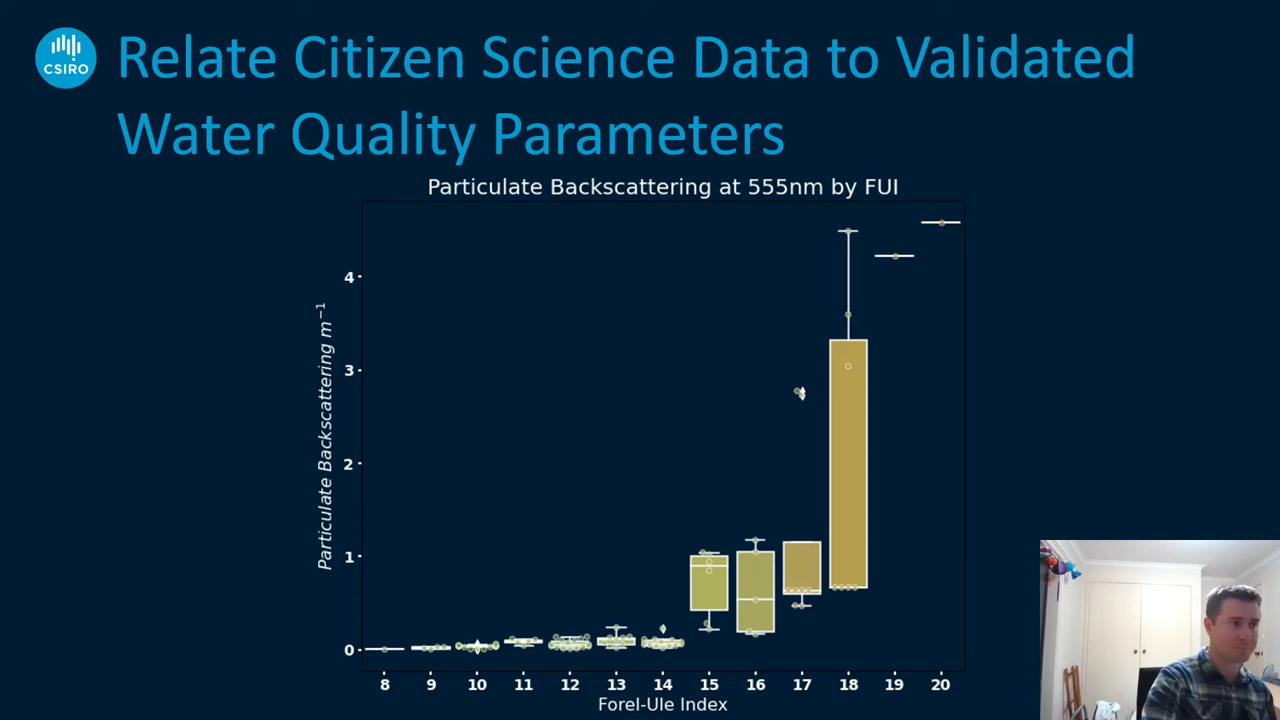 CSIRO
Relate Citizen Science Data to Validated
Water Quality Parameters
Particulate Backscattering at 555nm by FUI
Particulate Backscattering m⁻¹
4
3
2
1
0
8 9 10 11 12 13 14 15 16 17 18 19 20
Forel-Ule Index